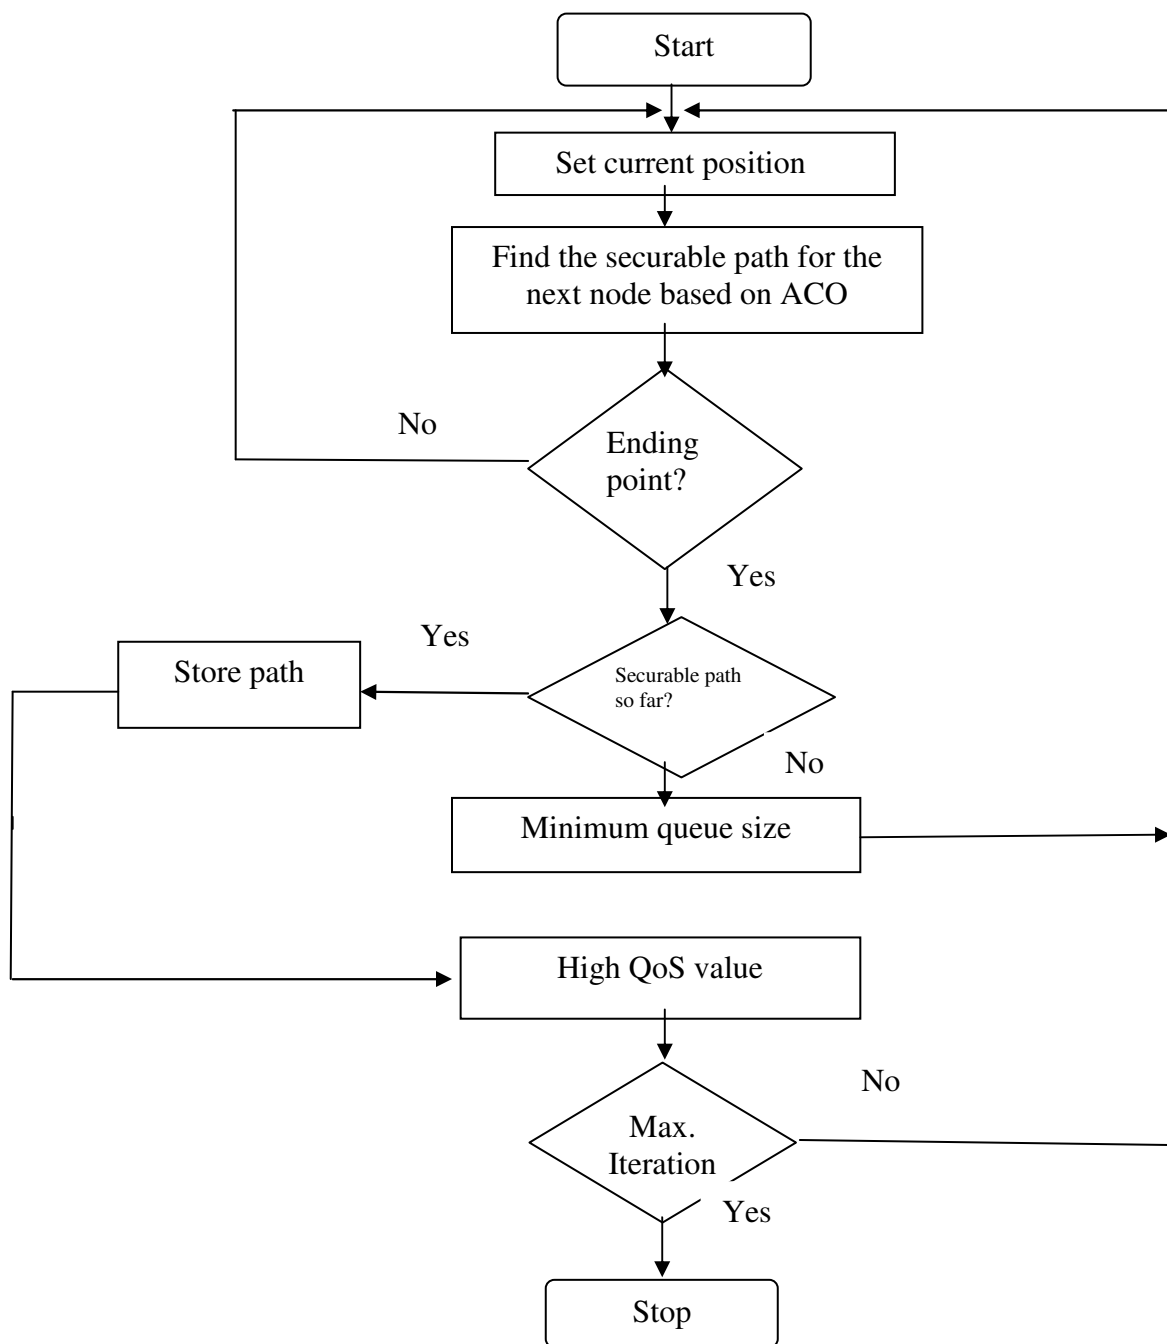 Start
Set current position
Find the securable path for the
next node based on ACO
No
Ending
point?
Yes
Yes
Store path
Securable path
so far?
No
Minimum queue size
High QoS value
No
Max.
Iteration
Yes
Stop